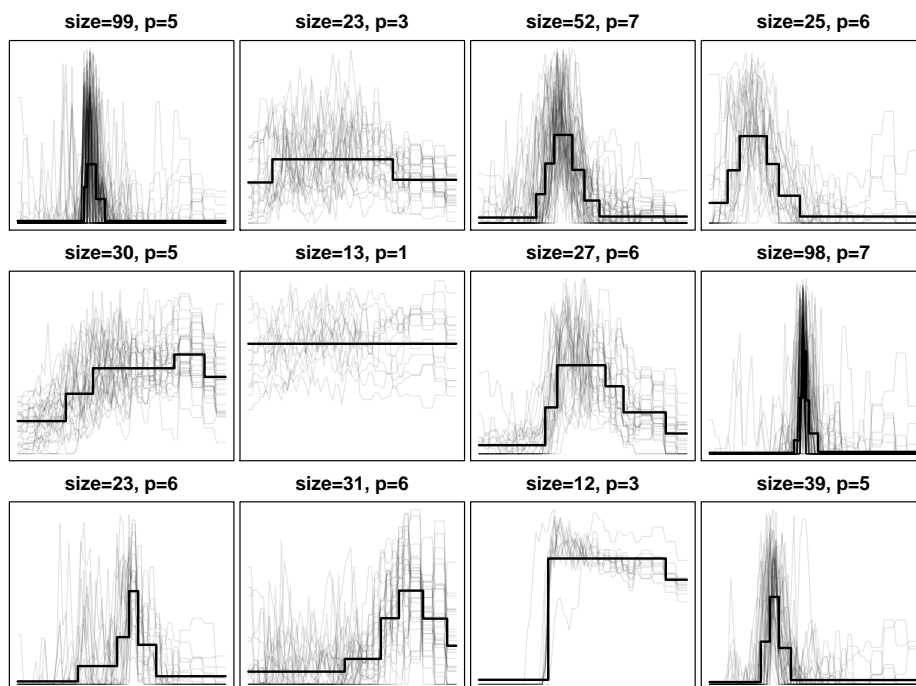 size=99, p=5
size=23, p=3
size=52, p=7
size=25, p=6
size=30, p=5
size=13, p=1
size=27, p=6
size=98, p=7
size=23, p=6
size=31, p=6
size=12, p=3
size=39, p=5